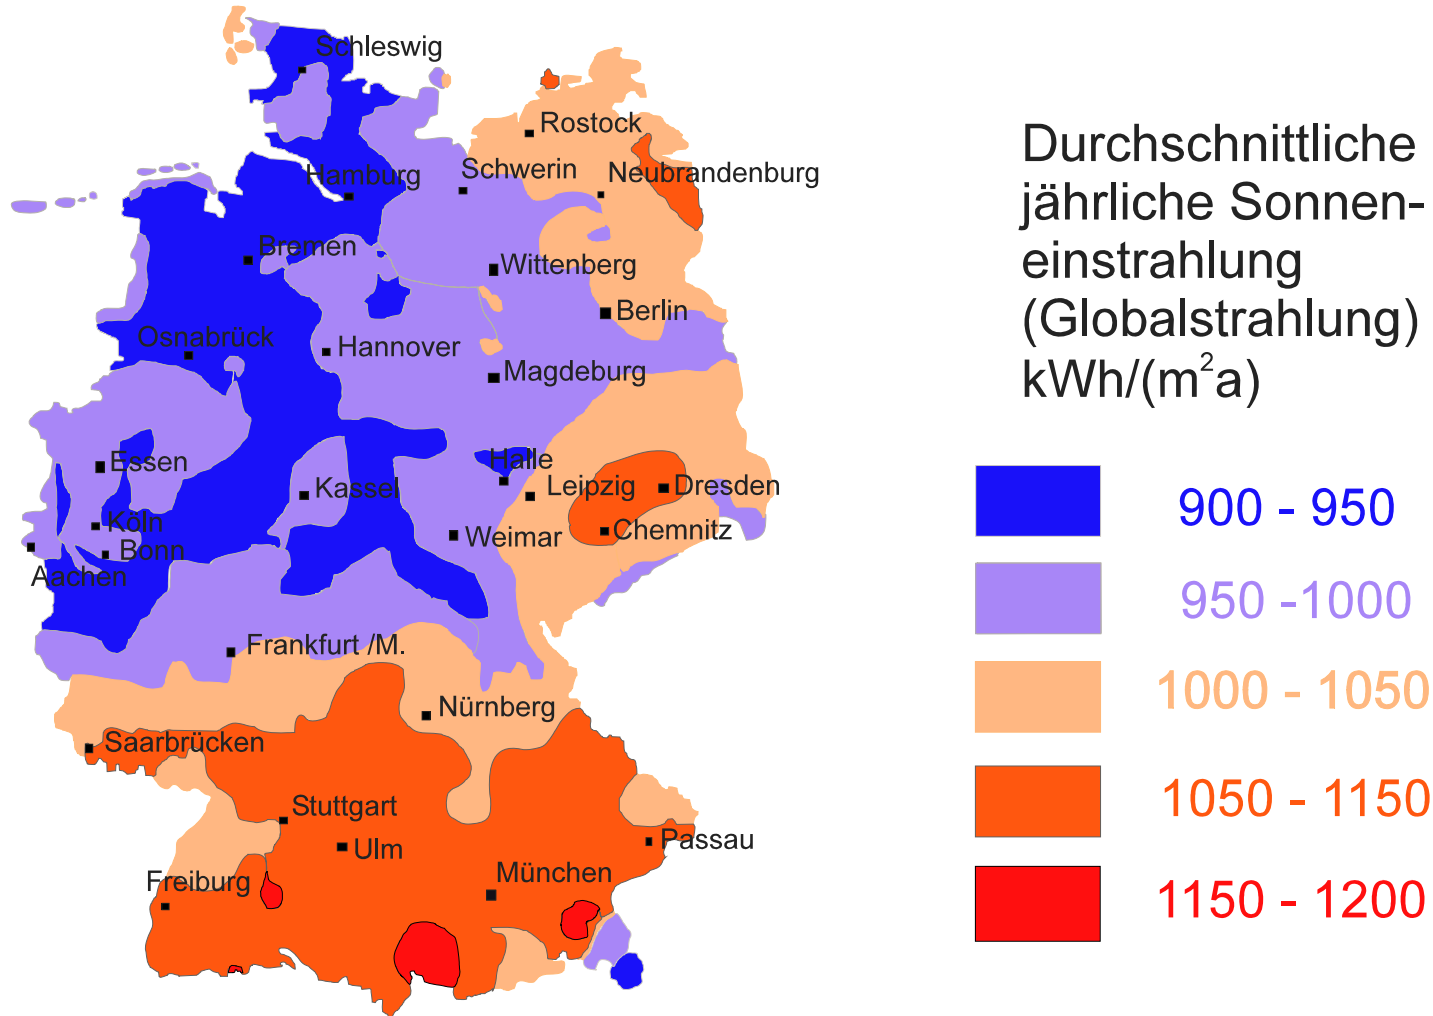 Schleswig
Rostock
Hamburg
Schwerin
Neubrandenburg
Bremen
Wittenberg
Berlin
Osnabrück
Hannover
Magdeburg
Essen
Halle
Kassel
Leipzig
Dresden
Köln
Weimar
Chemnitz
Bonn
Aachen
Frankfurt /M.
Nürnberg
Saarbrücken
Stuttgart
Ulm
Passau
München
Freiburg
Durchschnittliche
jährliche Sonnen-
einstrahlung
(Globalstrahlung)
kWh/(m²a)
900 - 950
950 -1000
1000 - 1050
1050 - 1150
1150 - 1200